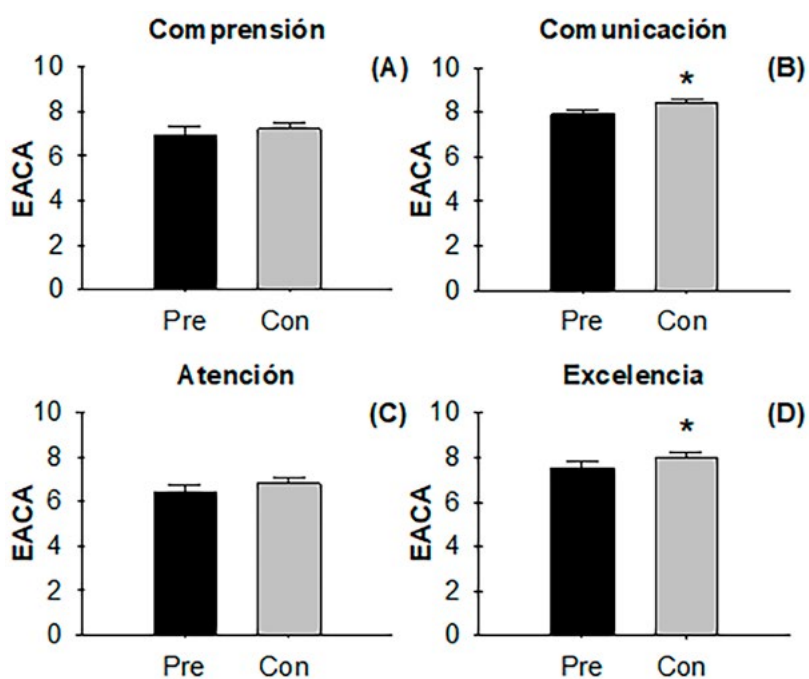 Comprensión
(A)
10
8
6
4
2
0
EACA
Pre Con
Comunicación
(B)
*
10
8
6
4
2
0
EACA
Pre Con
Atención
(C)
10
8
6
4
2
0
EACA
Pre Con
Excelencia
(D)
*
10
8
6
4
2
0
EACA
Pre Con